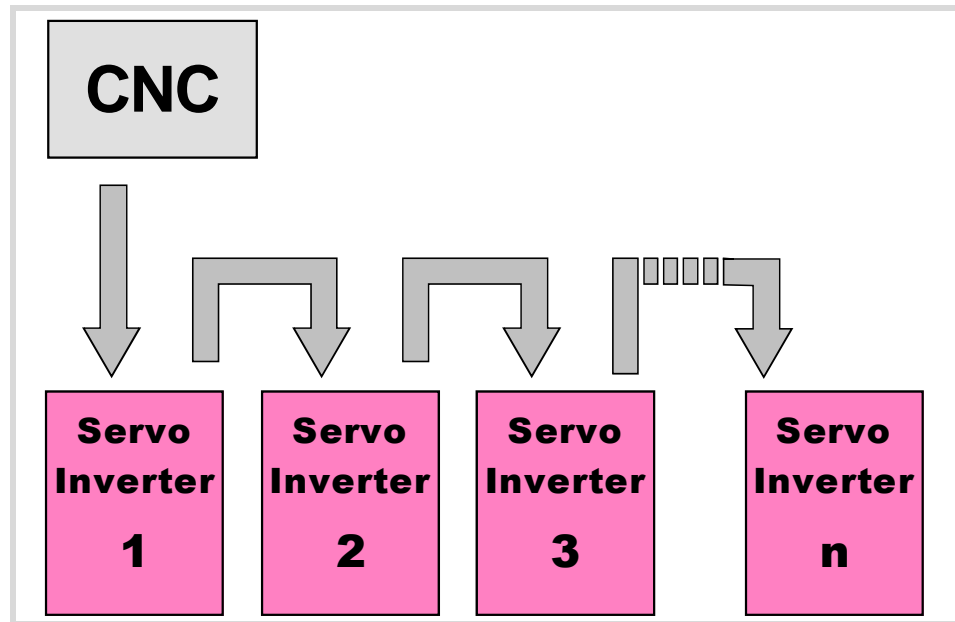 CNC
Servo
Inverter
1
Servo
Inverter
2
Servo
Inverter
3
Servo
Inverter
n